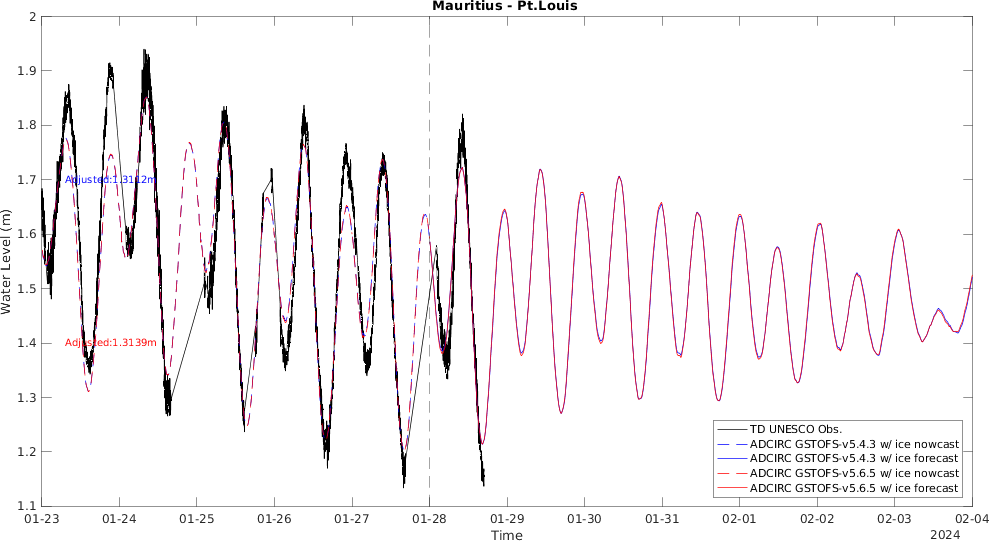 Mauritius - Pt.Louis
2
1.9
1.8
1.7
1.6
1.5
1.4
1.3
1.2
1.1
Water Level (m)
Adjusted:1.3112m
Adjusted:1.3139m
TD UNESCO Obs.
ADCIRC GSTOFS-v5.4.3 w/ ice nowcast
ADCIRC GSTOFS-v5.4.3 w/ ice forecast
ADCIRC GSTOFS-v5.6.5 w/ ice nowcast
ADCIRC GSTOFS-v5.6.5 w/ ice forecast
01-23 01-24 01-25 01-26 01-27 01-28 01-29 01-30 01-31 02-01 02-02 02-03 02-04
Time
2024